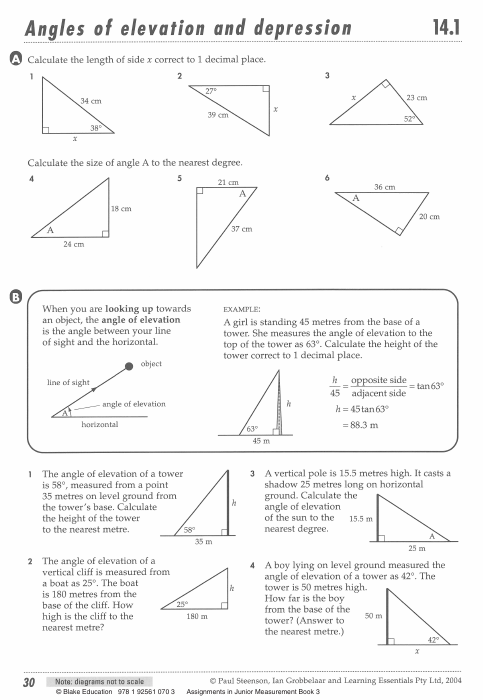 Angles of elevation and depression 14.1
A Calculate the length of side x correct to 1 decimal place.
1
34 cm
38°
x
2
27°
39 cm
x
3
x
23 cm
52°
Calculate the size of angle A to the nearest degree.
4
18 cm
A
24 cm
5
21 cm
A
37 cm
6
36 cm
A
20 cm
B
When you are looking up towards
an object, the angle of elevation
is the angle between your line
of sight and the horizontal.
object
line of sight
angle of elevation
A
horizontal
EXAMPLE:
A girl is standing 45 metres from the base of a
tower. She measures the angle of elevation to the
top of the tower as 63°. Calculate the height of the
tower correct to 1 decimal place.
h
63°
45 m
h/45 = opposite side/adjacent side = tan63°
h = 45tan63°
= 88.3 m
1 The angle of elevation of a tower
is 58°, measured from a point
35 metres on level ground from
the tower's base. Calculate
the height of the tower
to the nearest metre.
h
58°
35 m
2 The angle of elevation of a
vertical cliff is measured from
a boat as 25°. The boat
is 180 metres from the
base of the cliff. How
high is the cliff to the
nearest metre?
h
25°
180 m
3 A vertical pole is 15.5 metres high. It casts a
shadow 25 metres long on horizontal
ground. Calculate the
angle of elevation
of the sun to the
nearest degree.
15.5 m
A
25 m
4 A boy lying on level ground measured the
angle of elevation of a tower as 42°. The
tower is 50 metres high.
How far is the boy
from the base of the
tower? (Answer to
the nearest metre.)
50 m
42°
x
30 Note: diagrams not to scale © Paul Steenson, Ian Grobbelaar and Learning Essentials Pty Ltd, 2004
© Blake Education 978 1 92561 070 3 Assignments in Junior Measurement Book 3